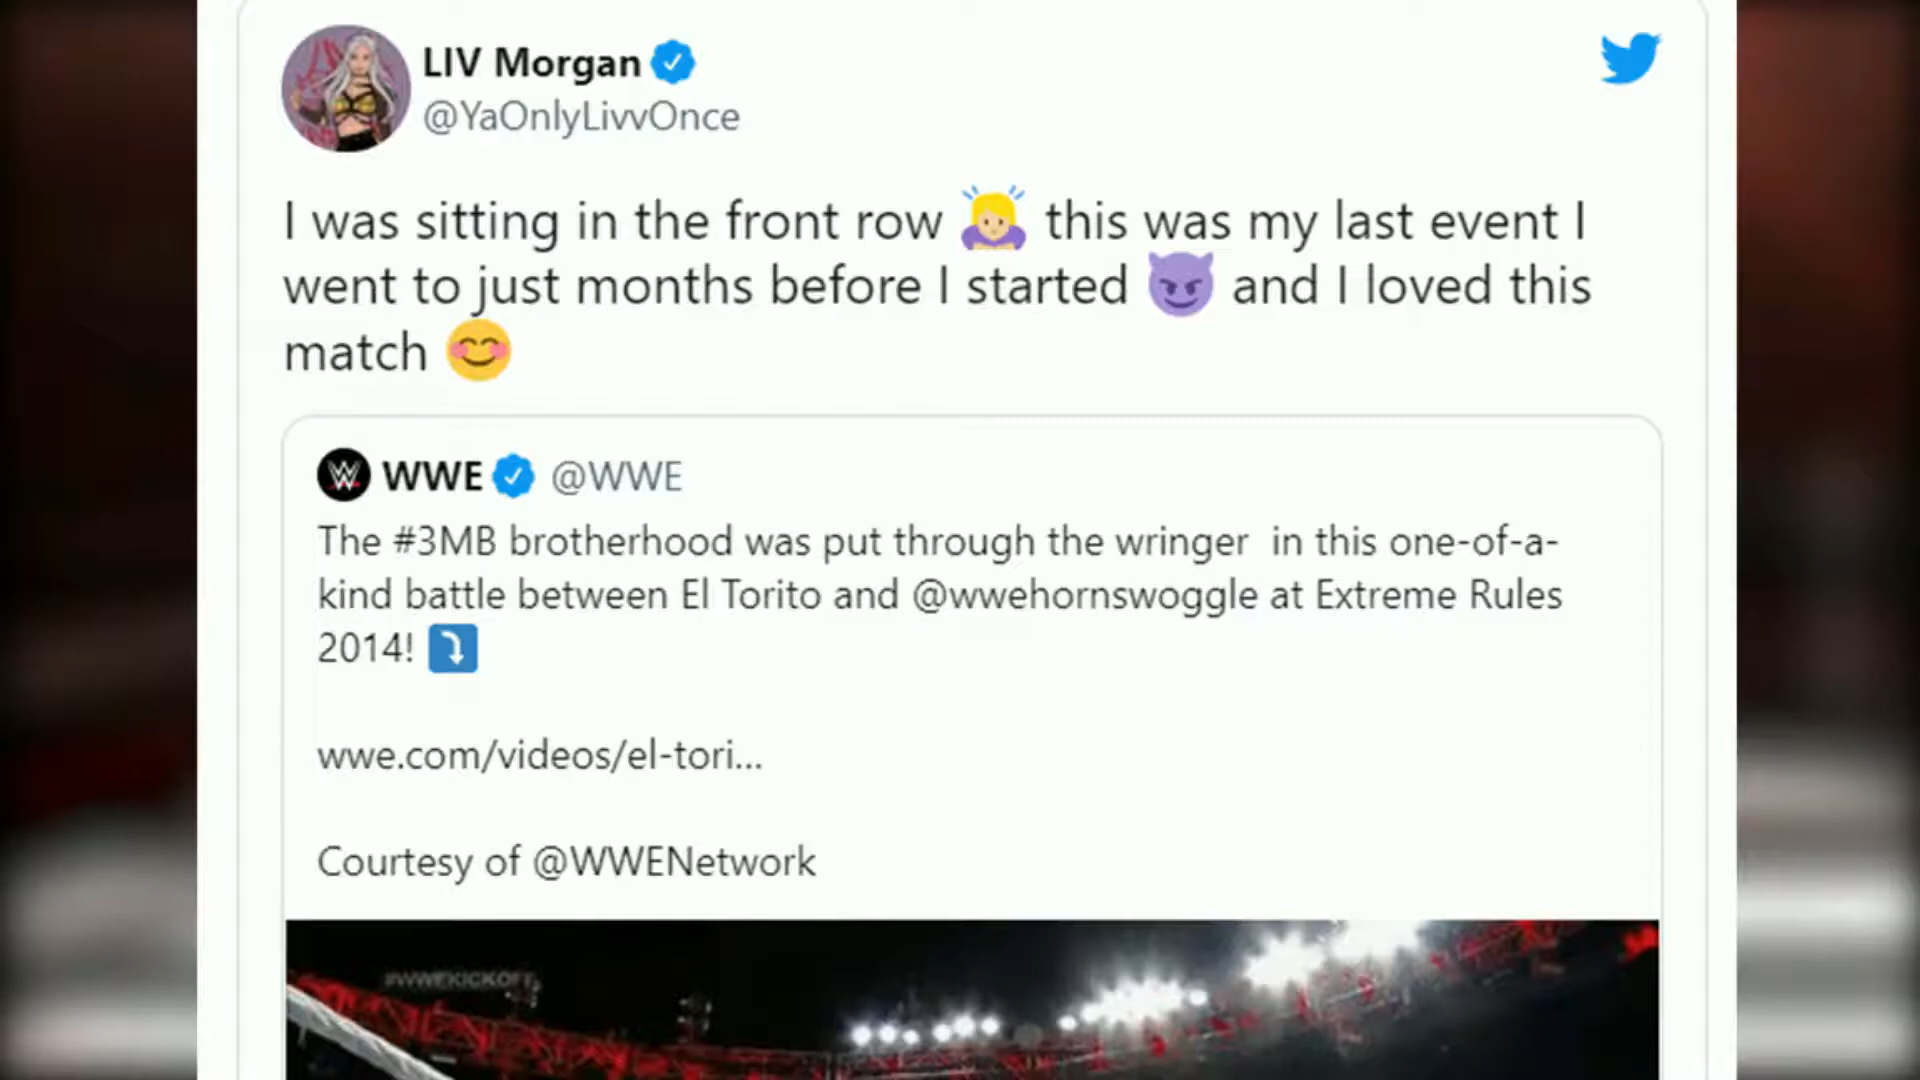 LIV Morgan
@YaOnlyLivvOnce
I was sitting in the front row 🙇🏼‍♀️ this was my last event I
went to just months before I started 😈 and I loved this
match 😊
WWE @WWE
The #3MB brotherhood was put through the wringer in this one-of-a-
kind battle between El Torito and @wwehornswoggle at Extreme Rules
2014! ⤵️
wwe.com/videos/el-tori...
Courtesy of @WWENetwork
#WWEKICKOFF